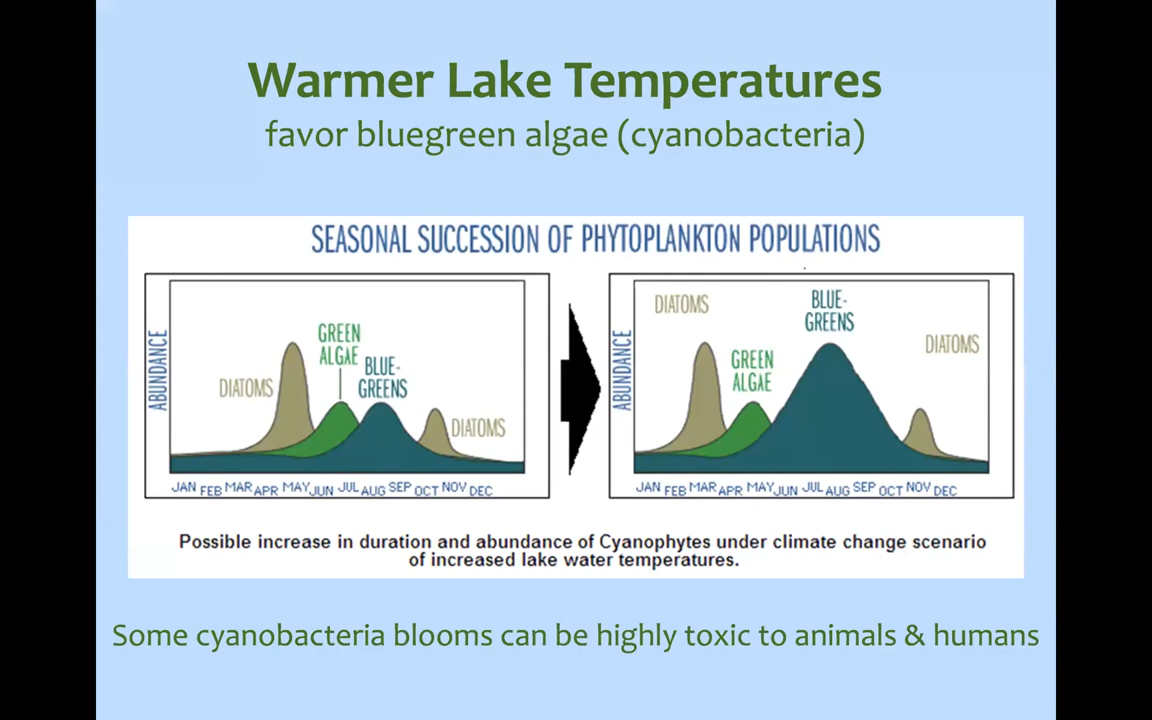 Warmer Lake Temperatures
favor bluegreen algae (cyanobacteria)
SEASONAL SUCCESSION OF PHYTOPLANKTON POPULATIONS
ABUNDANCE
DIATOMS
GREEN
ALGAE
BLUE-
GREENS
DIATOMS
JAN FEB MAR APR MAY JUN JUL AUG SEP OCT NOV DEC
ABUNDANCE
DIATOMS
GREEN
ALGAE
BLUE-
GREENS
DIATOMS
JAN FEB MAR APR MAY JUN JUL AUG SEP OCT NOV DEC
Possible increase in duration and abundance of Cyanophytes under climate change scenario
of increased lake water temperatures.
Some cyanobacteria blooms can be highly toxic to animals & humans